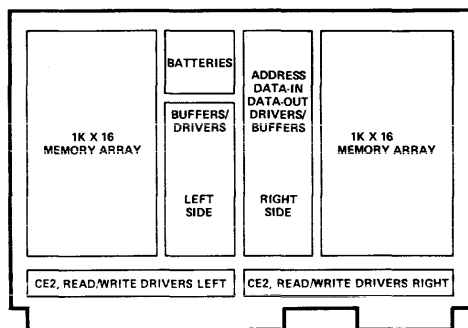 1K X 16
MEMORY ARRAY
BATTERIES
BUFFERS/
DRIVERS
LEFT
SIDE
ADDRESS
DATA-IN
DATA-OUT
DRIVERS/
BUFFERS
RIGHT
SIDE
1K X 16
MEMORY ARRAY
CE2, READ/WRITE DRIVERS LEFT
CE2, READ/WRITE DRIVERS RIGHT